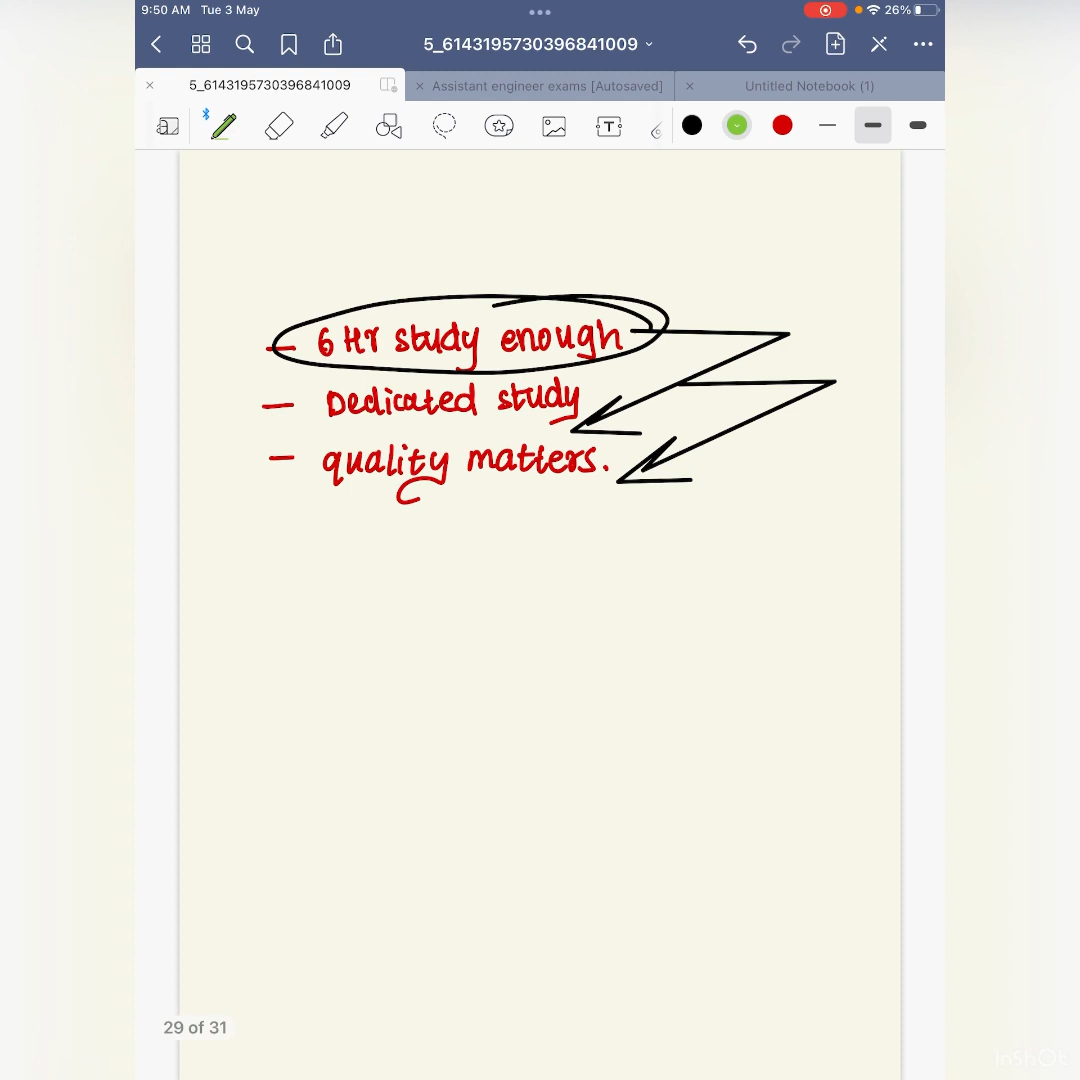 9:50 AM Tue 3 May 26%
5_6143195730396841009
5_6143195730396841009 Assistant engineer exams [Autosaved] Untitled Notebook (1)
T
– 6 Hr study enough
– Dedicated study
– quality matters.
29 of 31
InShOt